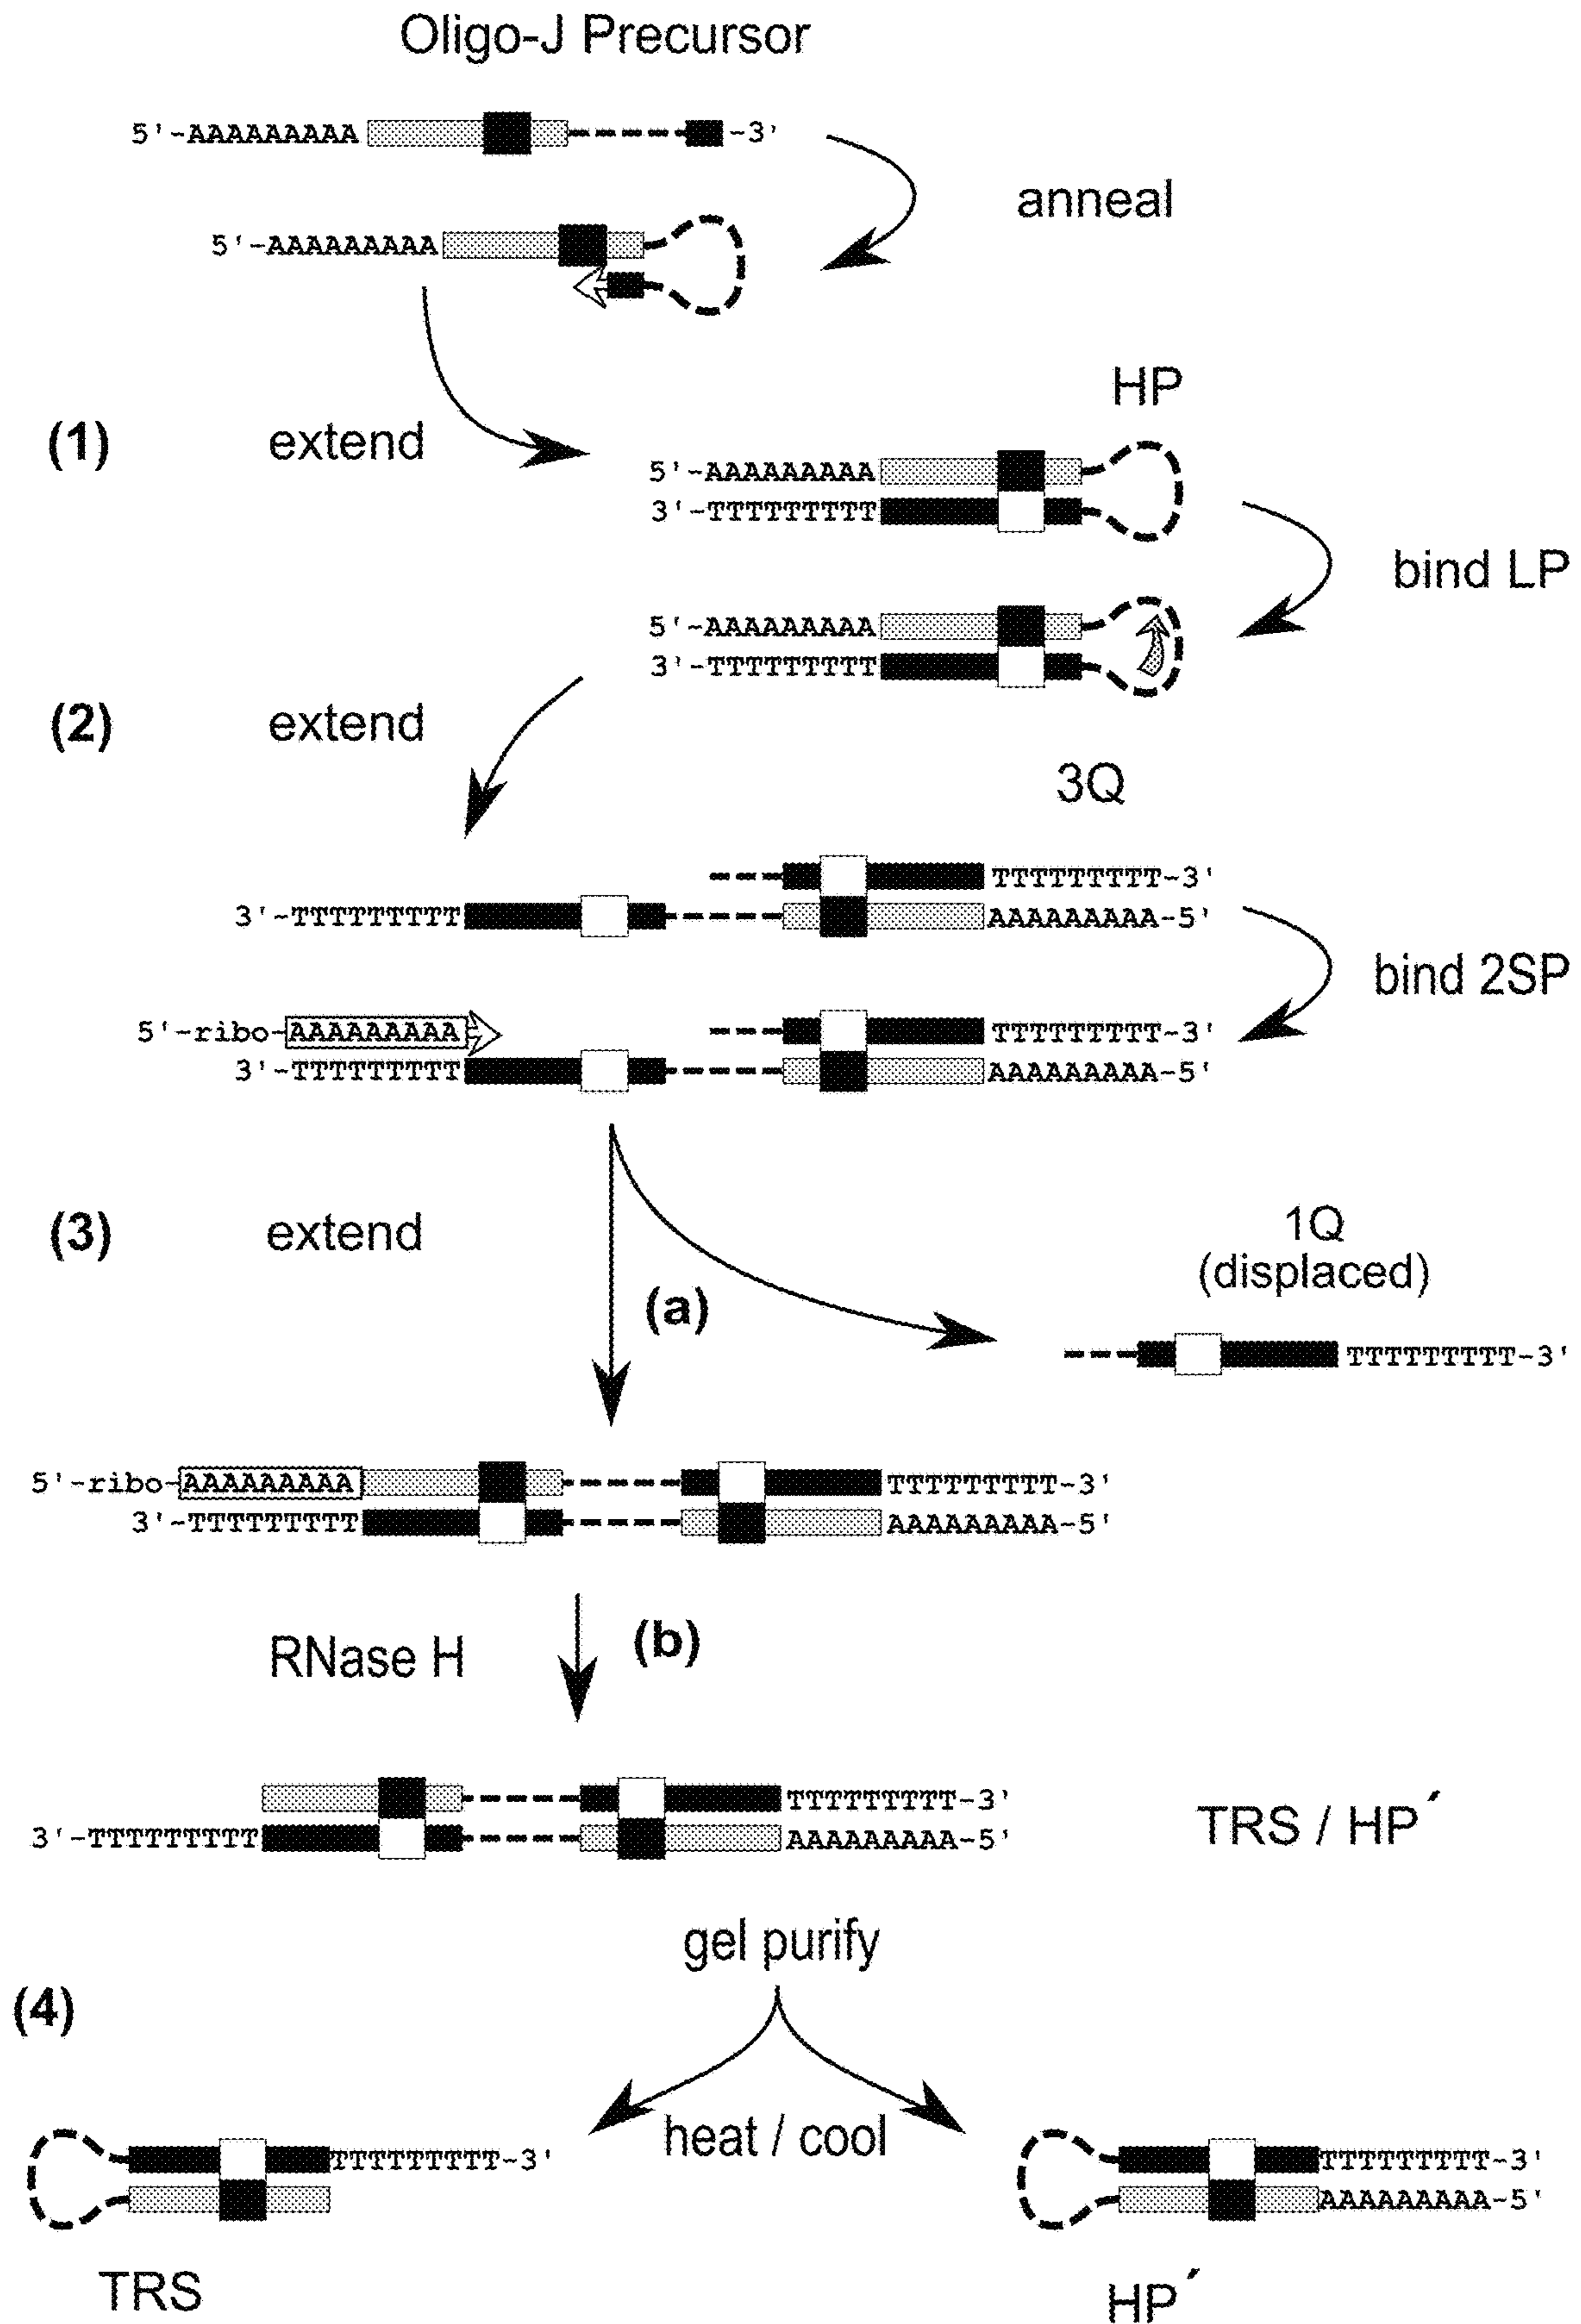 Oligo-J Precursor
5'-AAAAAAAAA -3'
anneal
5'-AAAAAAAAA
HP
(1) extend
5'-AAAAAAAAA
3'-TTTTTTTTT
bind LP
5'-AAAAAAAAA
3'-TTTTTTTTT
(2) extend
3Q
TTTTTTTTT-3'
3'-TTTTTTTTT AAAAAAAAA-5'
bind 2SP
5'-ribo-AAAAAAAAA TTTTTTTTT-3'
3'-TTTTTTTTT AAAAAAAAA-5'
(3) extend
1Q
(displaced)
(a)
TTTTTTTTT-3'
5'-ribo-AAAAAAAAA TTTTTTTTT-3'
3'-TTTTTTTTT AAAAAAAAA-5'
RNase H (b)
TTTTTTTTT-3'
3'-TTTTTTTTT AAAAAAAAA-5'
TRS / HP´
gel purify
(4)
heat / cool
TTTTTTTTT-3' TTTTTTTTT-3'
AAAAAAAAA-5'
TRS HP´